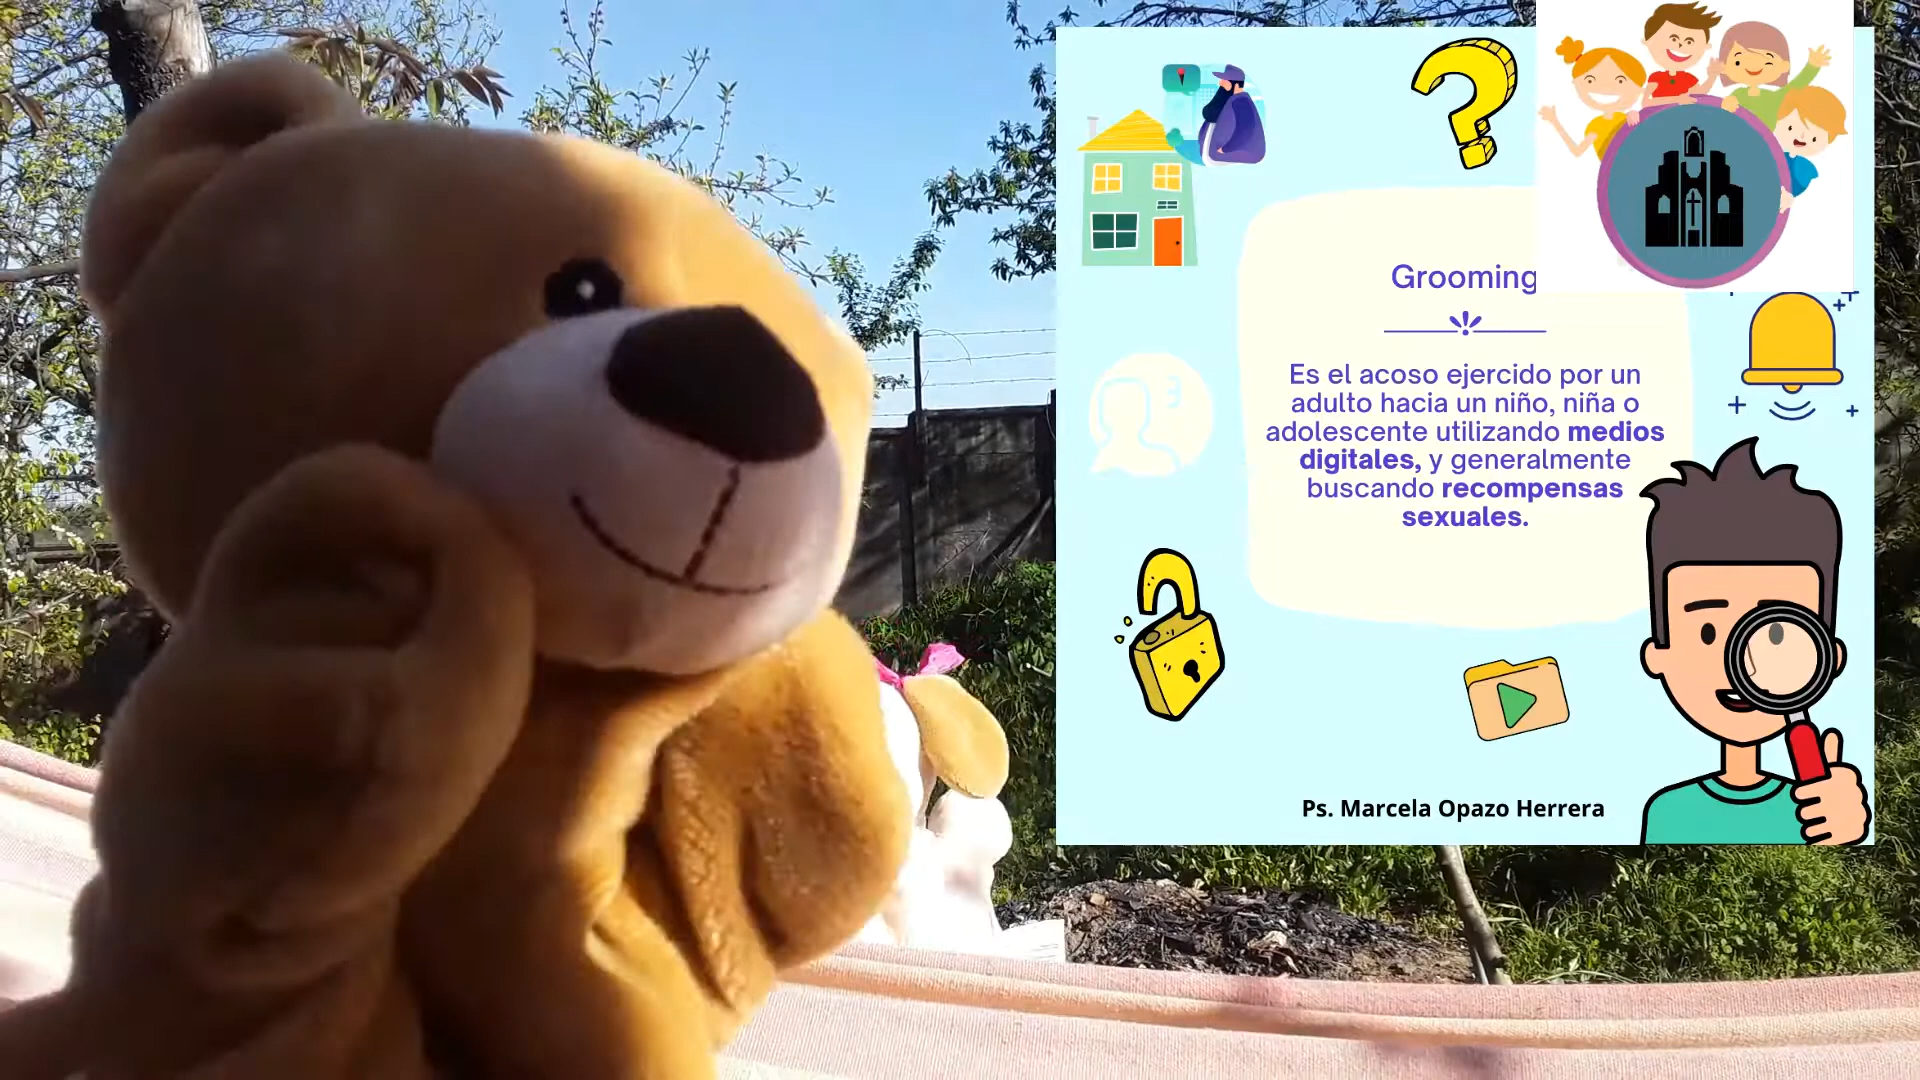 Grooming
Es el acoso ejercido por un
adulto hacia un niño, niña o
adolescente utilizando medios
digitales, y generalmente
buscando recompensas
sexuales.
Ps. Marcela Opazo Herrera